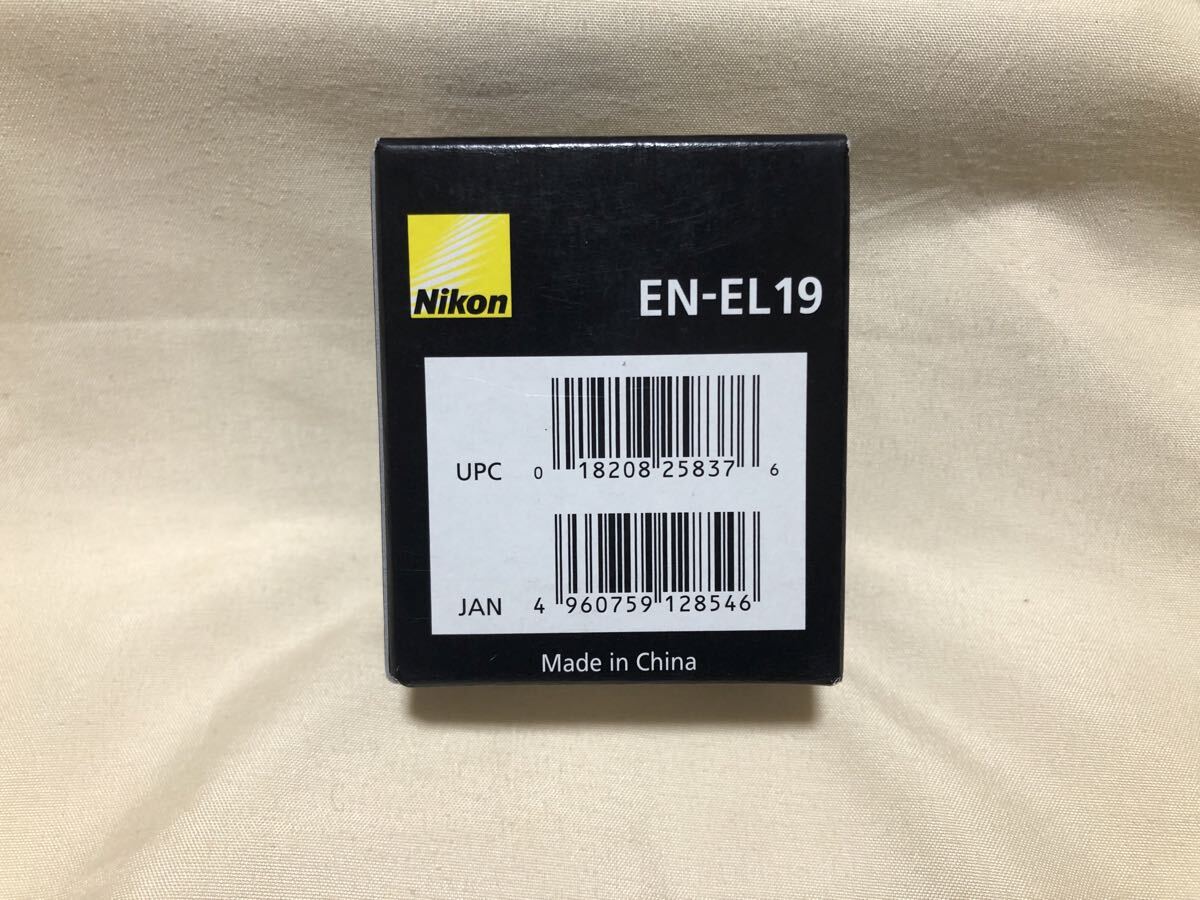 Nikon
EN-EL19
UPC 0 18208 25837 6
JAN 4 960759 128546
Made in China